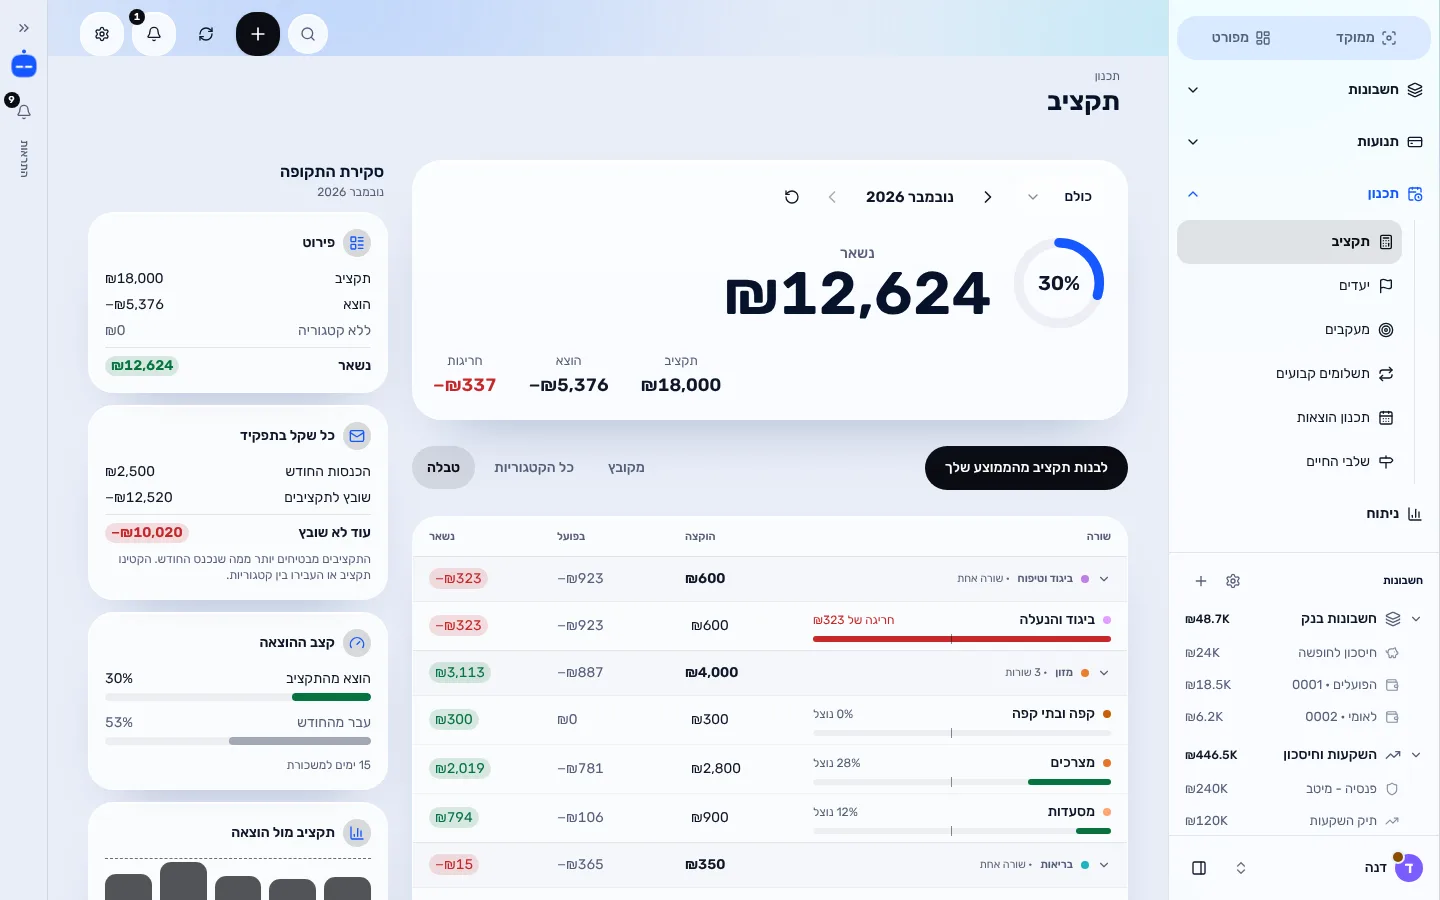 ממוקד
מפורט
חשבונות
תנועות
תכנון
תקציב
יעדים
מעקבים
תשלומים קבועים
תכנון הוצאות
שלבי החיים
ניתוח
חשבונות
חשבונות בנק ₪48.7K
חיסכון לחופשה ₪24K
הפועלים • 0001 ₪18.5K
לאומי • 0002 ₪6.2K
השקעות וחיסכון ₪446.5K
פנסיה - מיטב ₪240K
תיק השקעות ₪120K
דנה
ד
1
תכנון
תקציב
כולם
נובמבר 2026
30%
נשאר
₪12,624
תקציב
₪18,000
הוצא
−₪5,376
חריגות
−₪337
לבנות תקציב מהממוצע שלך
מקובץ
כל הקטגוריות
טבלה
שורה הוקצה בפועל נשאר
ביגוד וטיפוח • שורה אחת ₪600 −₪923 −₪323
ביגוד והנעלה חריגה של ₪323 ₪600 −₪923 −₪323
מזון • 3 שורות ₪4,000 −₪887 ₪3,113
קפה ובתי קפה 0% נוצל ₪300 ₪0 ₪300
מצרכים 28% נוצל ₪2,800 −₪781 ₪2,019
מסעדות 12% נוצל ₪900 −₪106 ₪794
בריאות • שורה אחת ₪350 −₪365 −₪15
סקירת התקופה
נובמבר 2026
פירוט
תקציב ₪18,000
הוצא −₪5,376
ללא קטגוריה ₪0
נשאר ₪12,624
כל שקל בתפקיד
הכנסות החודש ₪2,500
שובץ לתקציבים −₪12,520
עוד לא שובץ −₪10,020
התקציבים מבטיחים יותר ממה שנכנס החודש. הקטינו
תקציב או העבירו בין קטגוריות.
קצב ההוצאה
הוצא מהתקציב 30%
עבר מהחודש 53%
15 ימים למשכורת
תקציב מול הוצאה
9
התראות